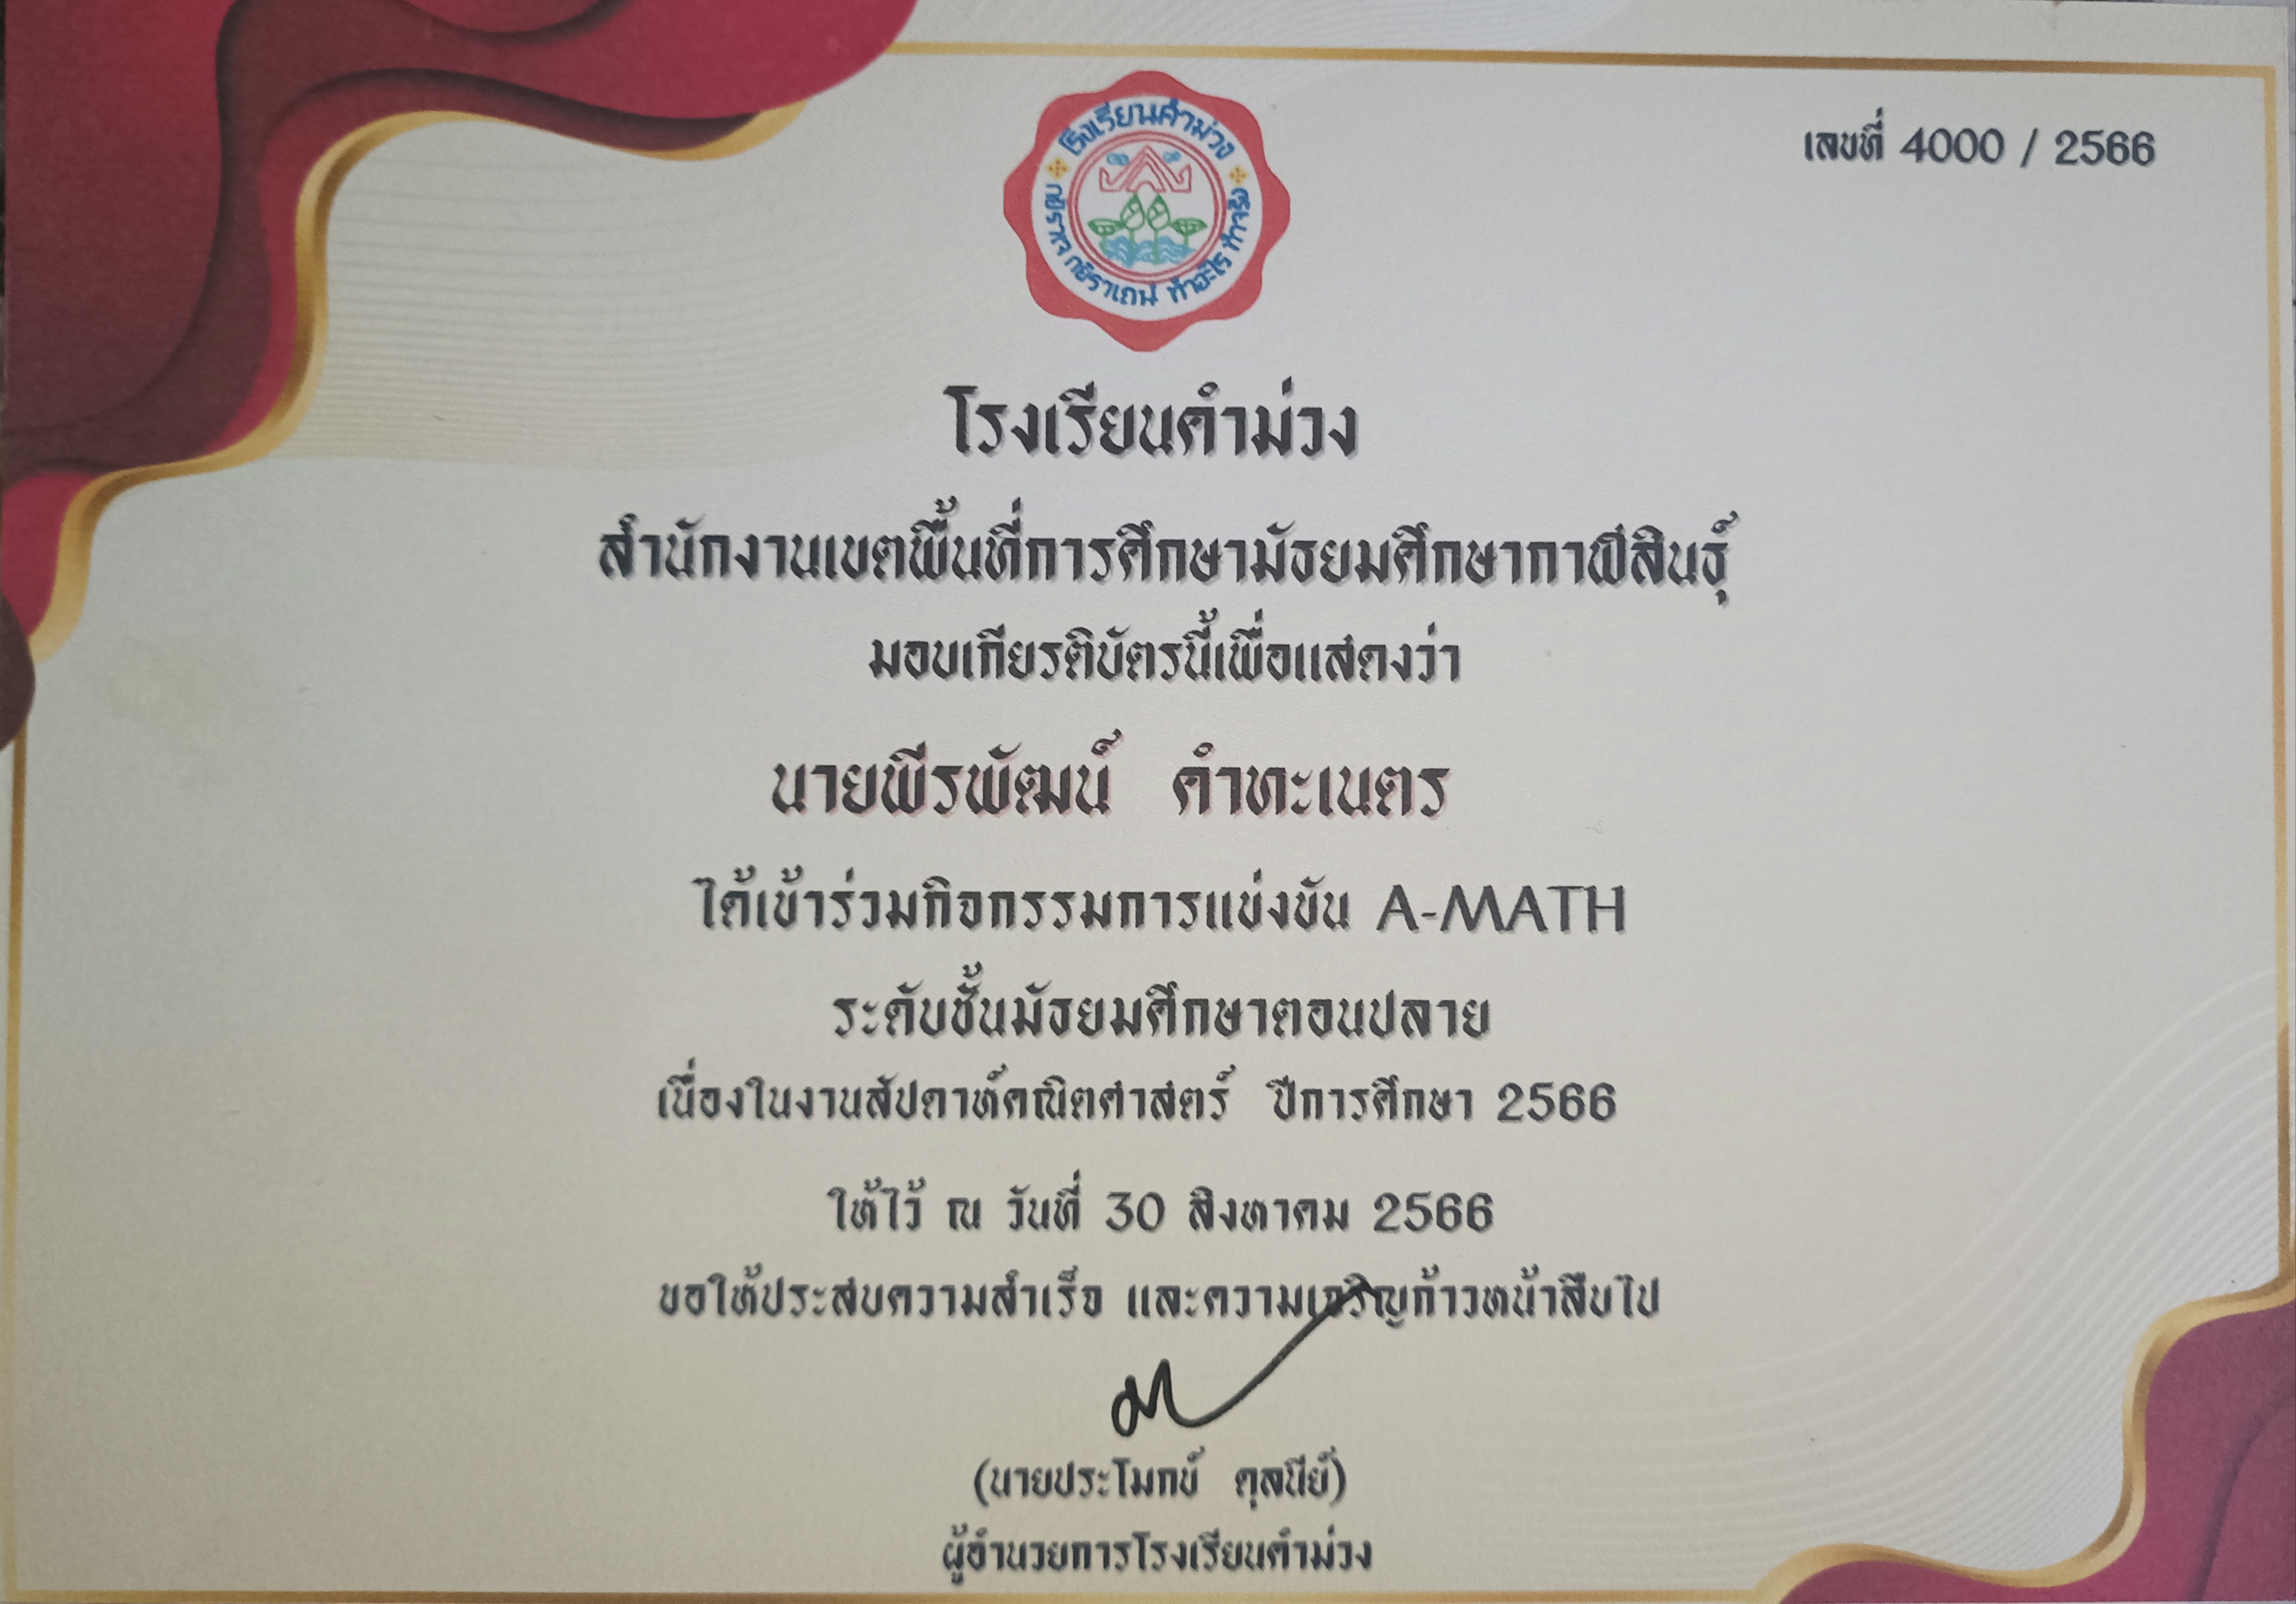 เลขที่ 4000 / 2566
โรงเรียนคำม่วง
กยิราเจ กยิราเถนํ ทำอะไร ทำจริง
โรงเรียนคำม่วง
สำนักงานเขตพื้นที่การศึกษามัธยมศึกษากาฬสินธุ์
มอบเกียรติบัตรนี้เพื่อแสดงว่า
นายพีรพัฒน์ คำทะเนตร
ได้เข้าร่วมกิจกรรมการแข่งขัน A-MATH
ระดับชั้นมัธยมศึกษาตอนปลาย
เนื่องในงานสัปดาห์คณิตศาสตร์ ปีการศึกษา 2566
ให้ไว้ ณ วันที่ 30 สิงหาคม 2566
ขอให้ประสบความสำเร็จ และความเจริญก้าวหน้าสืบไป
(นายประโมกข์ ดุลนีย์)
ผู้อำนวยการโรงเรียนคำม่วง